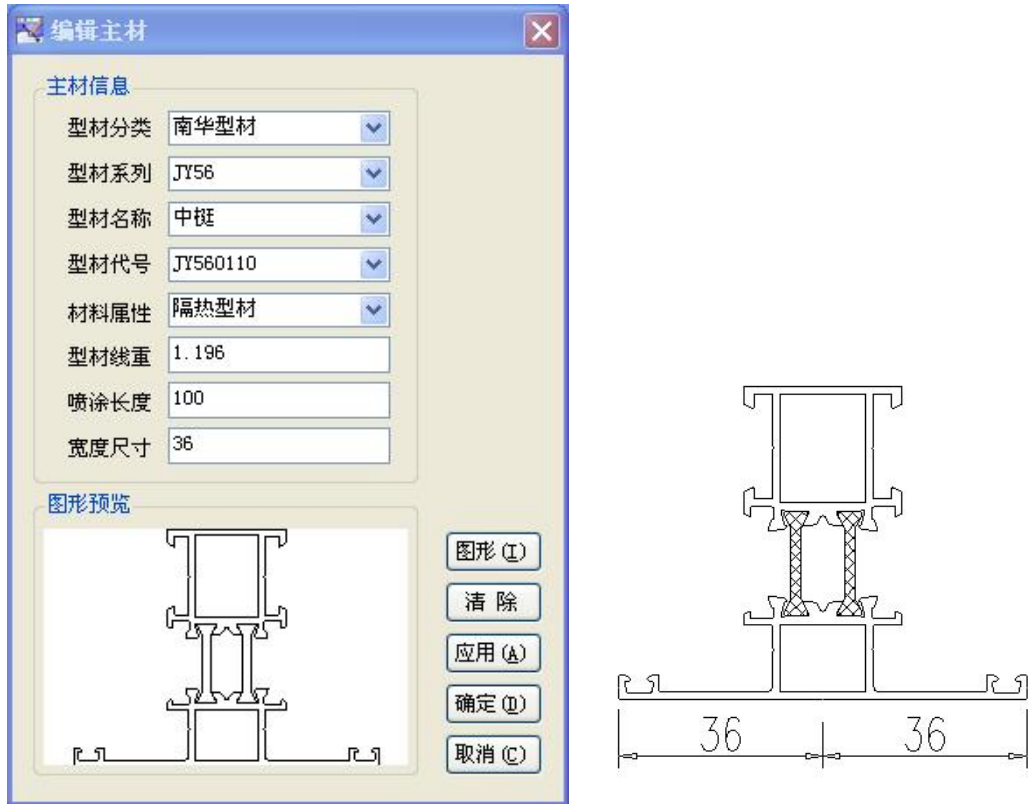 编辑主材
主材信息
型材分类 南华型材
型材系列 JY56
型材名称 中梃
型材代号 JY560110
材料属性 隔热型材
型材线重 1.196
喷涂长度 100
宽度尺寸 36
图形预览
图形(I)
清 除
应用(A)
确定(D)
取消(C)
36 36